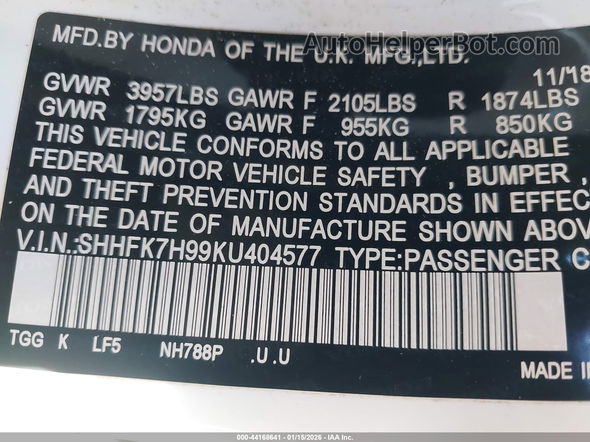 AutoHelperBot.com
MFD.BY HONDA OF THE U.K. MFG.,LTD.
11/18
GVWR 3957LBS GAWR F 2105LBS R 1874LBS
GVWR 1795KG GAWR F 955KG R 850KG
THIS VEHICLE CONFORMS TO ALL APPLICABLE
FEDERAL MOTOR VEHICLE SAFETY , BUMPER ,
AND THEFT PREVENTION STANDARDS IN EFFEC
ON THE DATE OF MANUFACTURE SHOWN ABOV
V.I.N.:SHHFK7H99KU404577 TYPE:PASSENGER C
TGG K LF5 NH788P .U.U
MADE IN
000 - 44168641 - 01/15/2026 - IAA Inc.